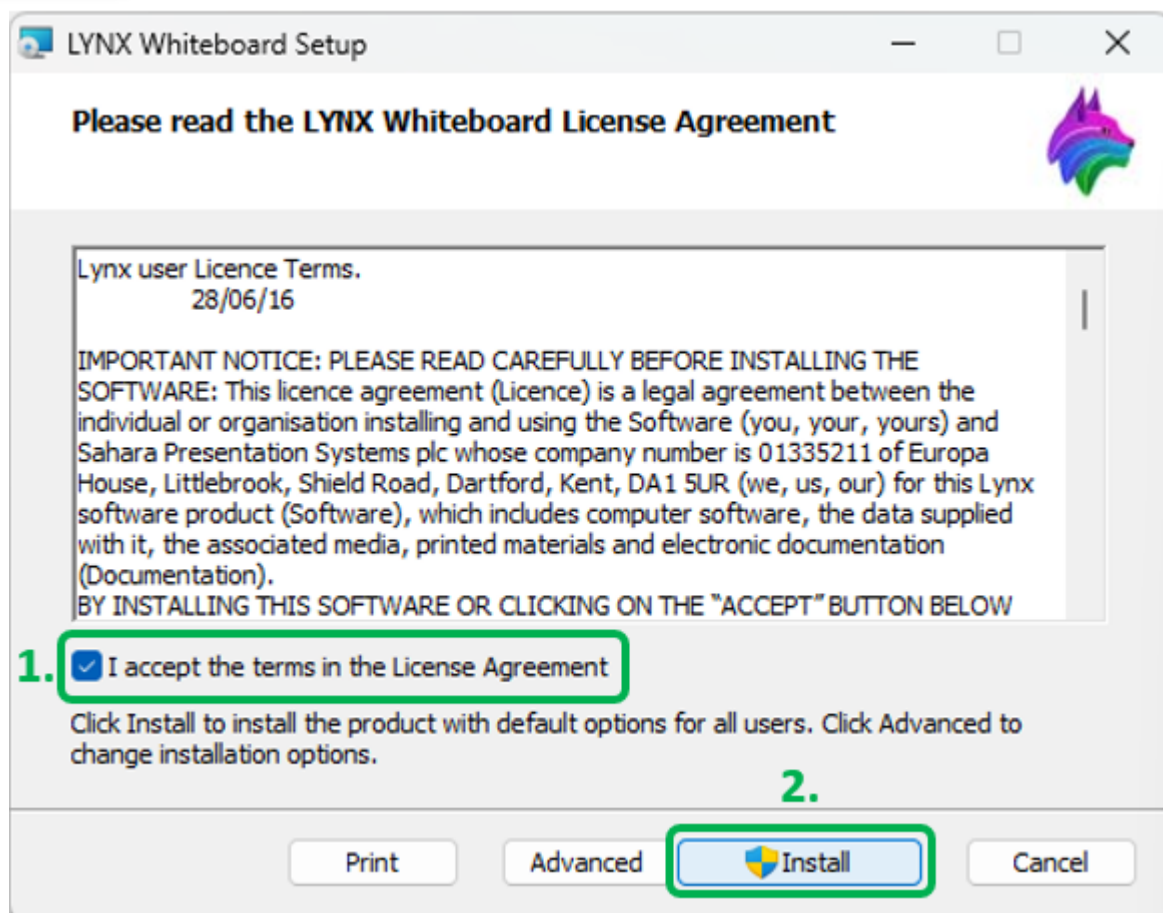 LYNX Whiteboard Setup
Please read the LYNX Whiteboard License Agreement
Lynx user Licence Terms.
28/06/16
IMPORTANT NOTICE: PLEASE READ CAREFULLY BEFORE INSTALLING THE
SOFTWARE: This licence agreement (Licence) is a legal agreement between the
individual or organisation installing and using the Software (you, your, yours) and
Sahara Presentation Systems plc whose company number is 01335211 of Europa
House, Littlebrook, Shield Road, Dartford, Kent, DA1 5UR (we, us, our) for this Lynx
software product (Software), which includes computer software, the data supplied
with it, the associated media, printed materials and electronic documentation
(Documentation).
BY INSTALLING THIS SOFTWARE OR CLICKING ON THE “ACCEPT” BUTTON BELOW
1. I accept the terms in the License Agreement
Click Install to install the product with default options for all users. Click Advanced to
change installation options.
2.
Print Advanced Install Cancel